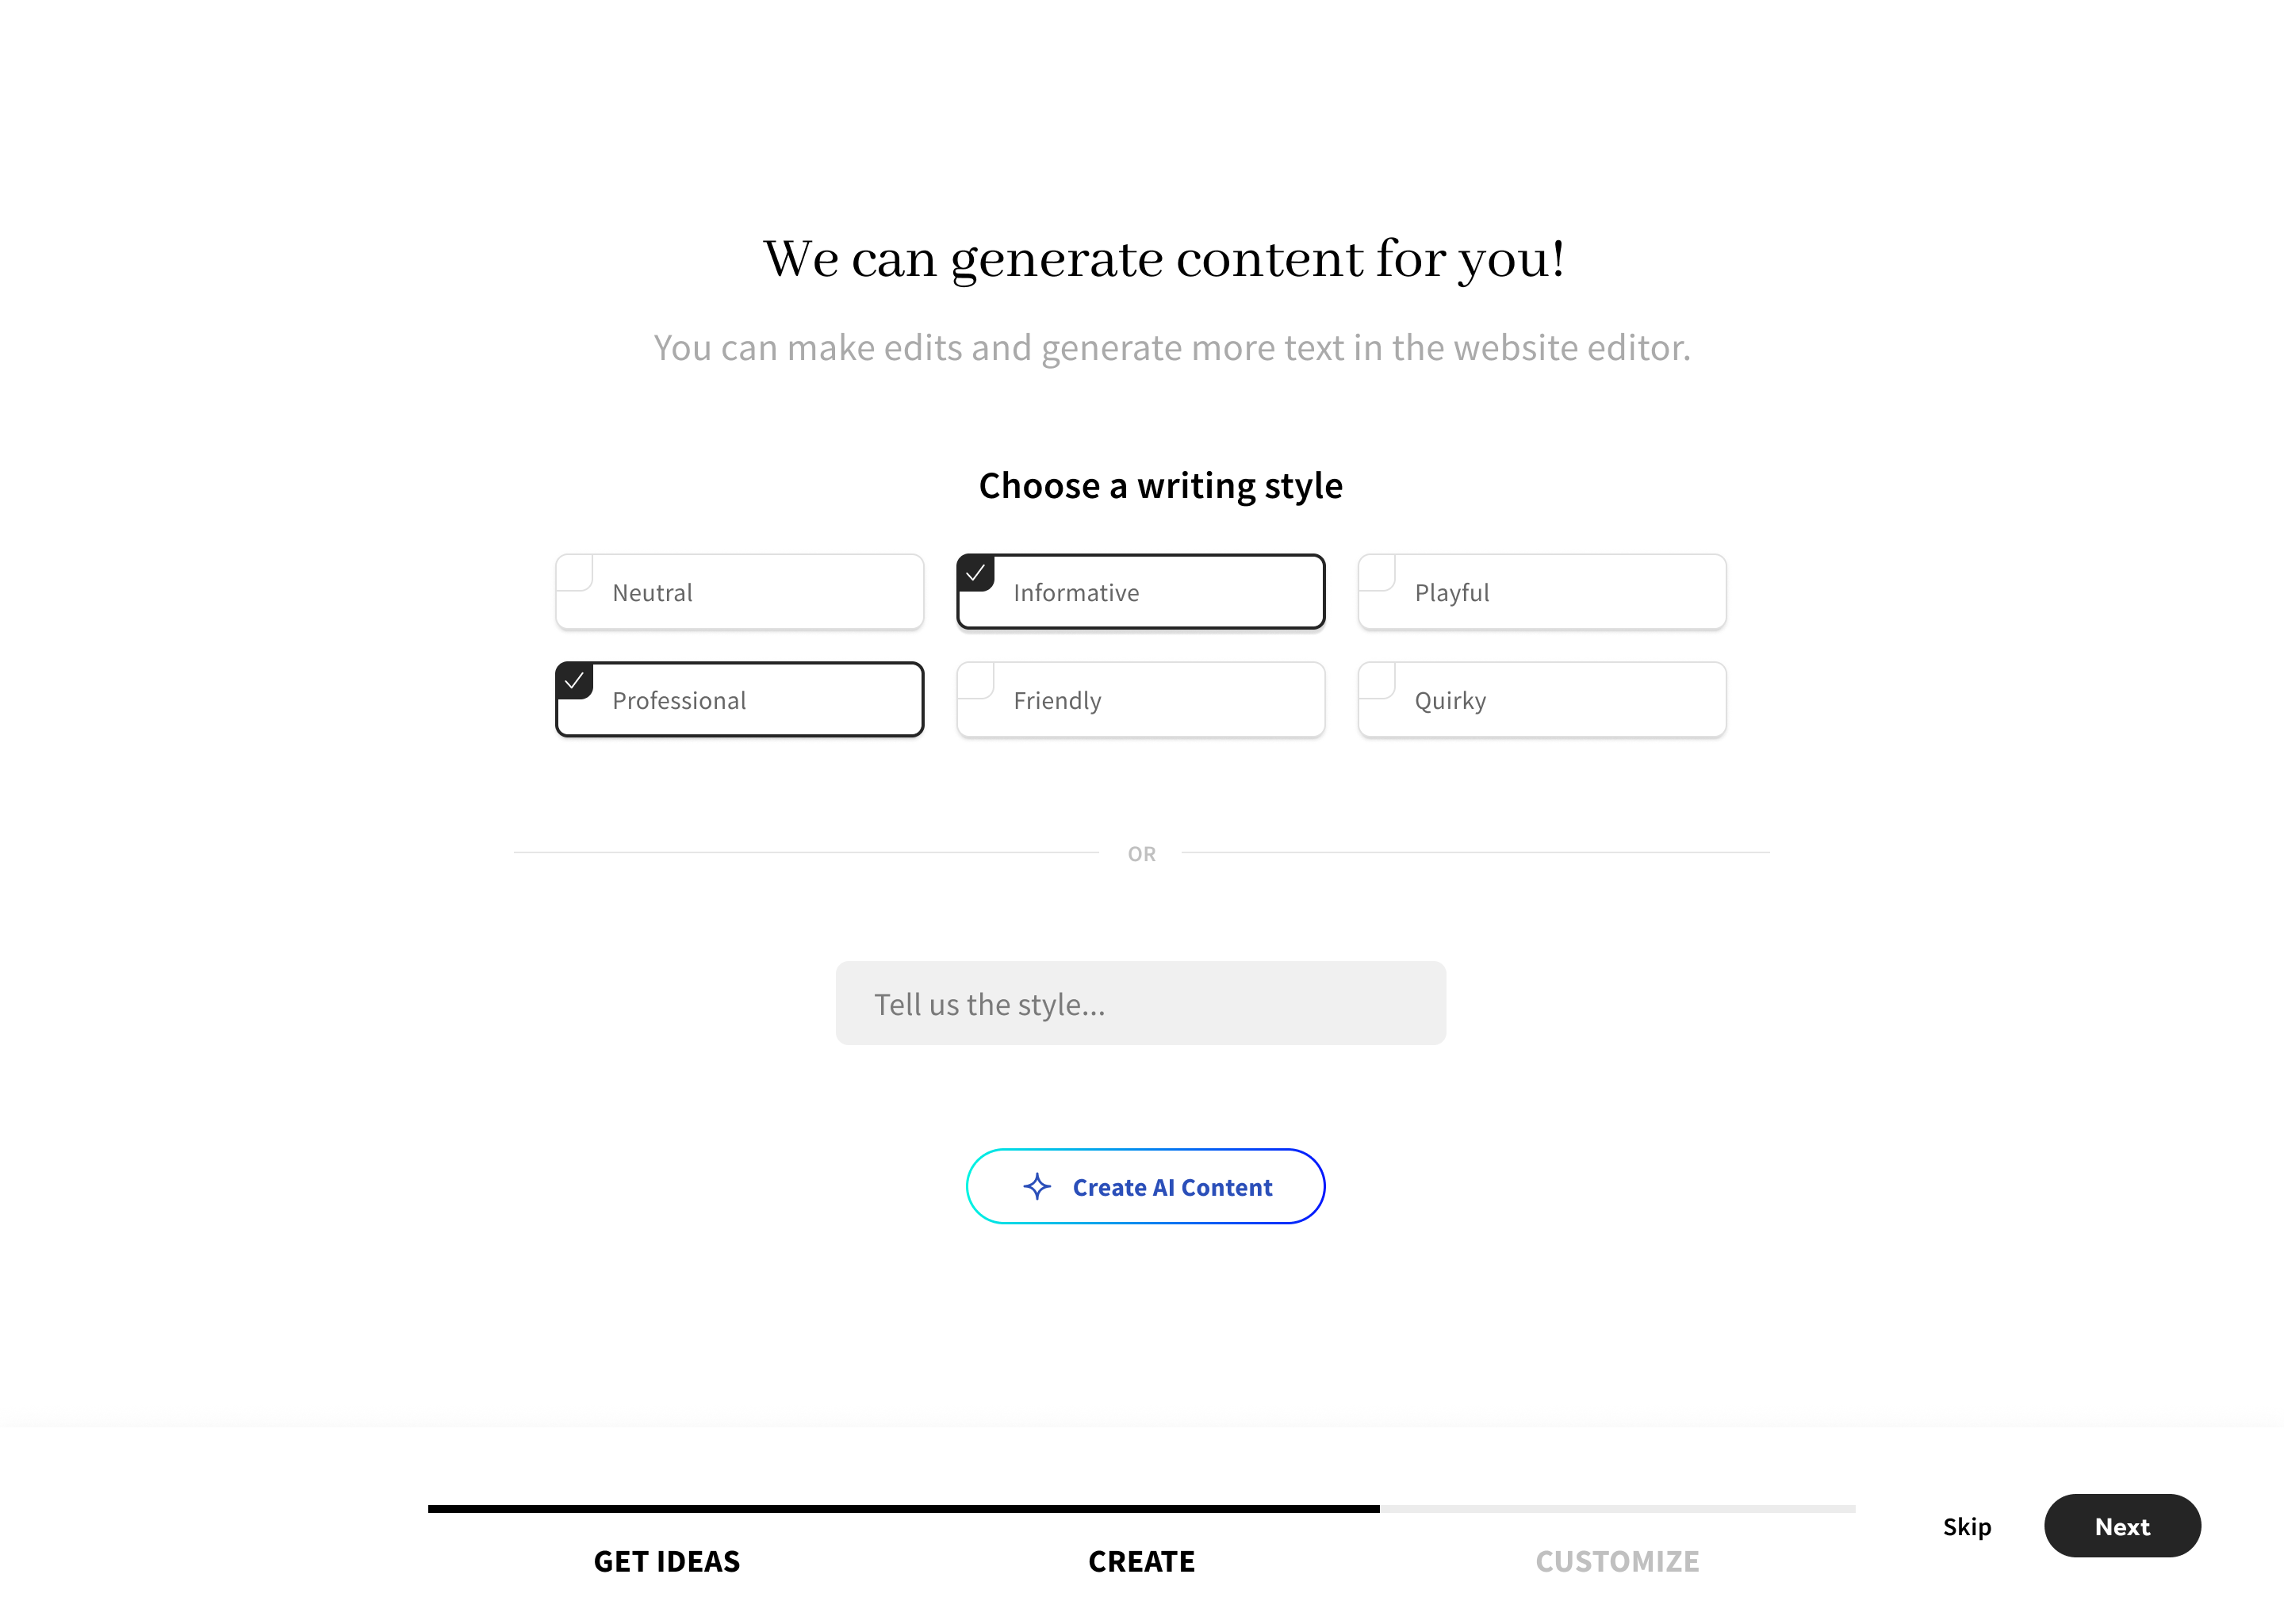 We can generate content for you!
You can make edits and generate more text in the website editor.
Choose a writing style
Neutral
Informative
Playful
Professional
Friendly
Quirky
OR
Tell us the style...
Create AI Content
GET IDEAS
CREATE
CUSTOMIZE
Skip
Next